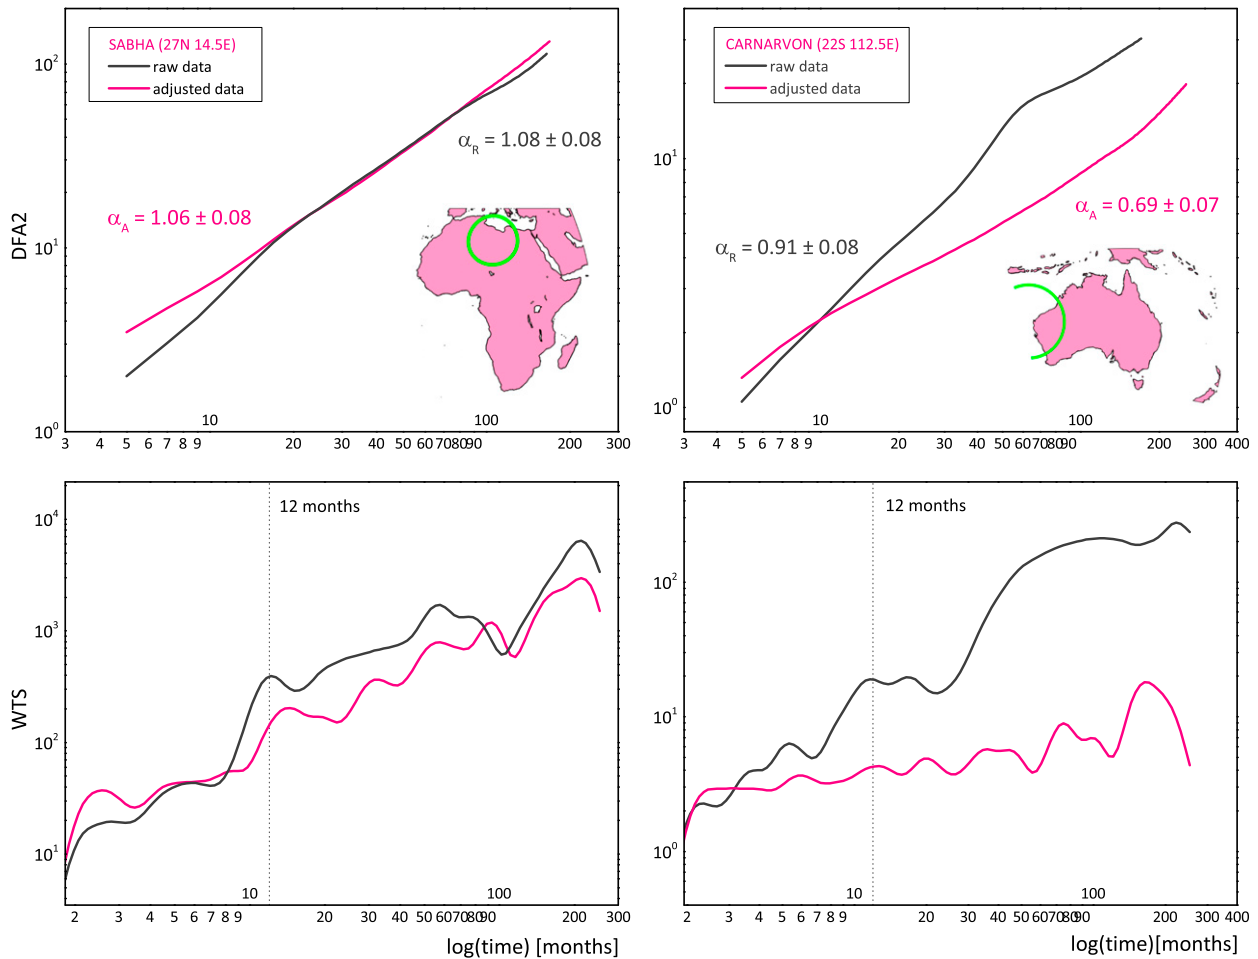 SABHA (27N 14.5E)
raw data
adjusted data
α_R = 1.08 ± 0.08
α_A = 1.06 ± 0.08
DFA2
10²
10¹
10⁰
10 100
3 4 5 6 7 8 9 20 30 40 50 60 70 80 90 200 300
CARNARVON (22S 112.5E)
raw data
adjusted data
α_A = 0.69 ± 0.07
α_R = 0.91 ± 0.08
10¹
10⁰
10 100
3 4 5 6 7 8 9 20 30 40 50 60 70 80 90 200 300 400
12 months
WTS
10⁴
10³
10²
10¹
10 100
2 3 4 5 6 7 8 9 20 30 40 50 60 70 80 90 200 300
log(time) [months]
12 months
10²
10¹
10⁰
10 100
2 3 4 5 6 7 8 9 20 30 40 50 60 70 80 90 200 300 400
log(time)[months]